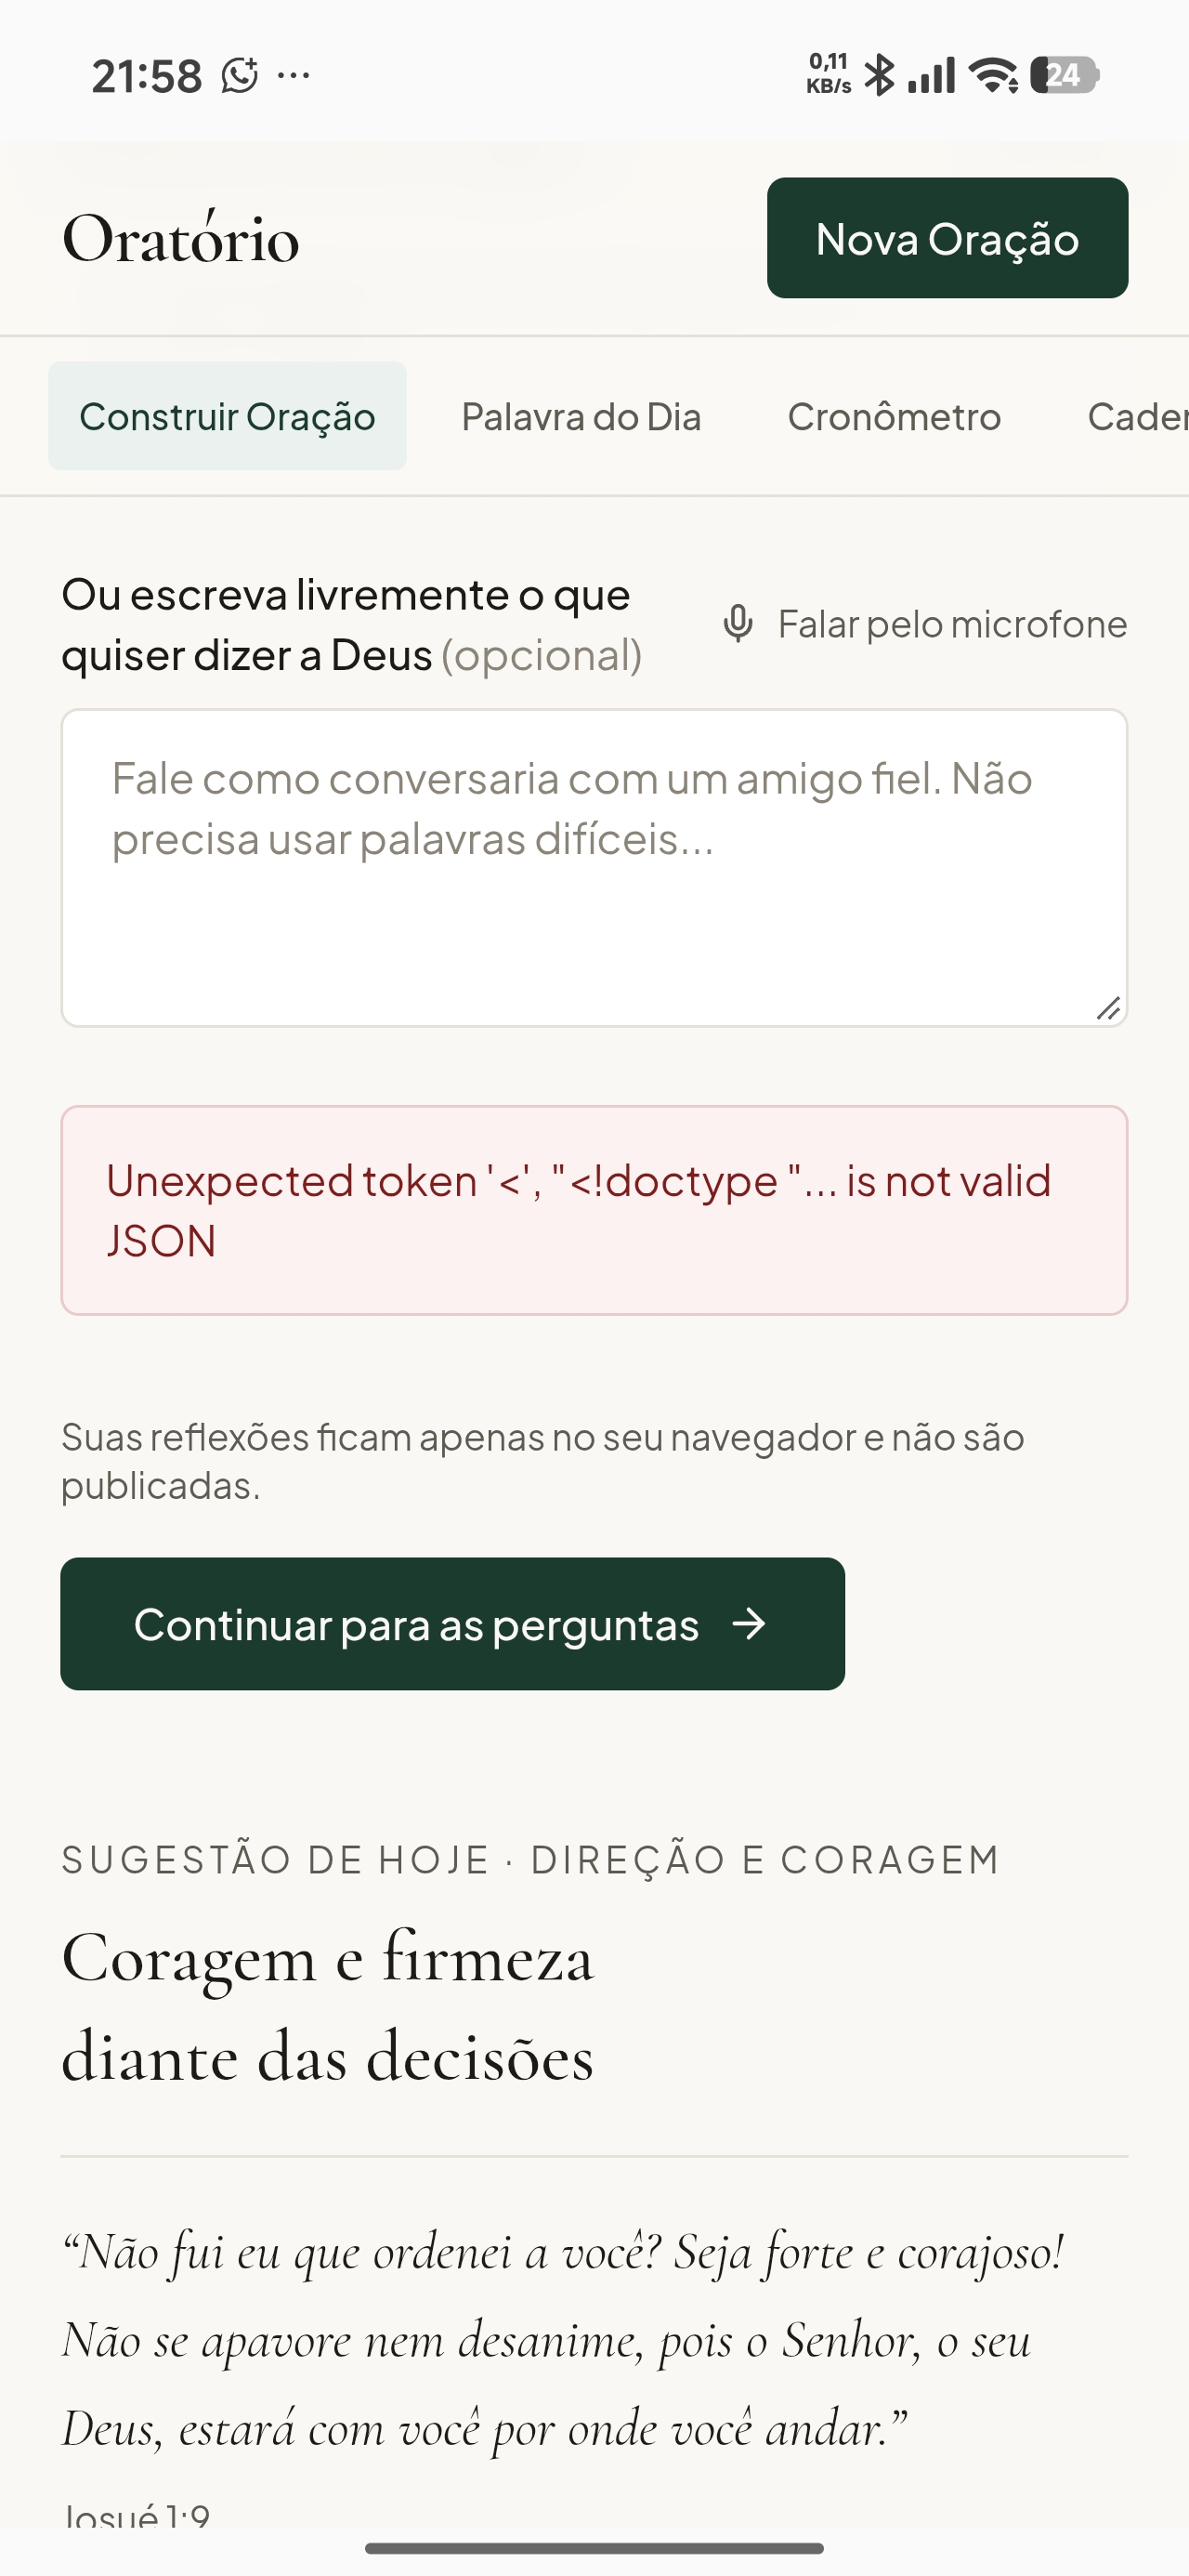 21:58
0,11
KB/s
24
Oratório
Nova Oração
Construir Oração
Palavra do Dia
Cronômetro
Cader
Ou escreva livremente o que
quiser dizer a Deus (opcional)
Falar pelo microfone
Fale como conversaria com um amigo fiel. Não
precisa usar palavras difíceis...
Unexpected token '<', "<!doctype "... is not valid
JSON
Suas reflexões ficam apenas no seu navegador e não são
publicadas.
Continuar para as perguntas →
SUGESTÃO DE HOJE · DIREÇÃO E CORAGEM
Coragem e firmeza
diante das decisões
“Não fui eu que ordenei a você? Seja forte e corajoso!
Não se apavore nem desanime, pois o Senhor, o seu
Deus, estará com você por onde você andar.”
Josué 1:9